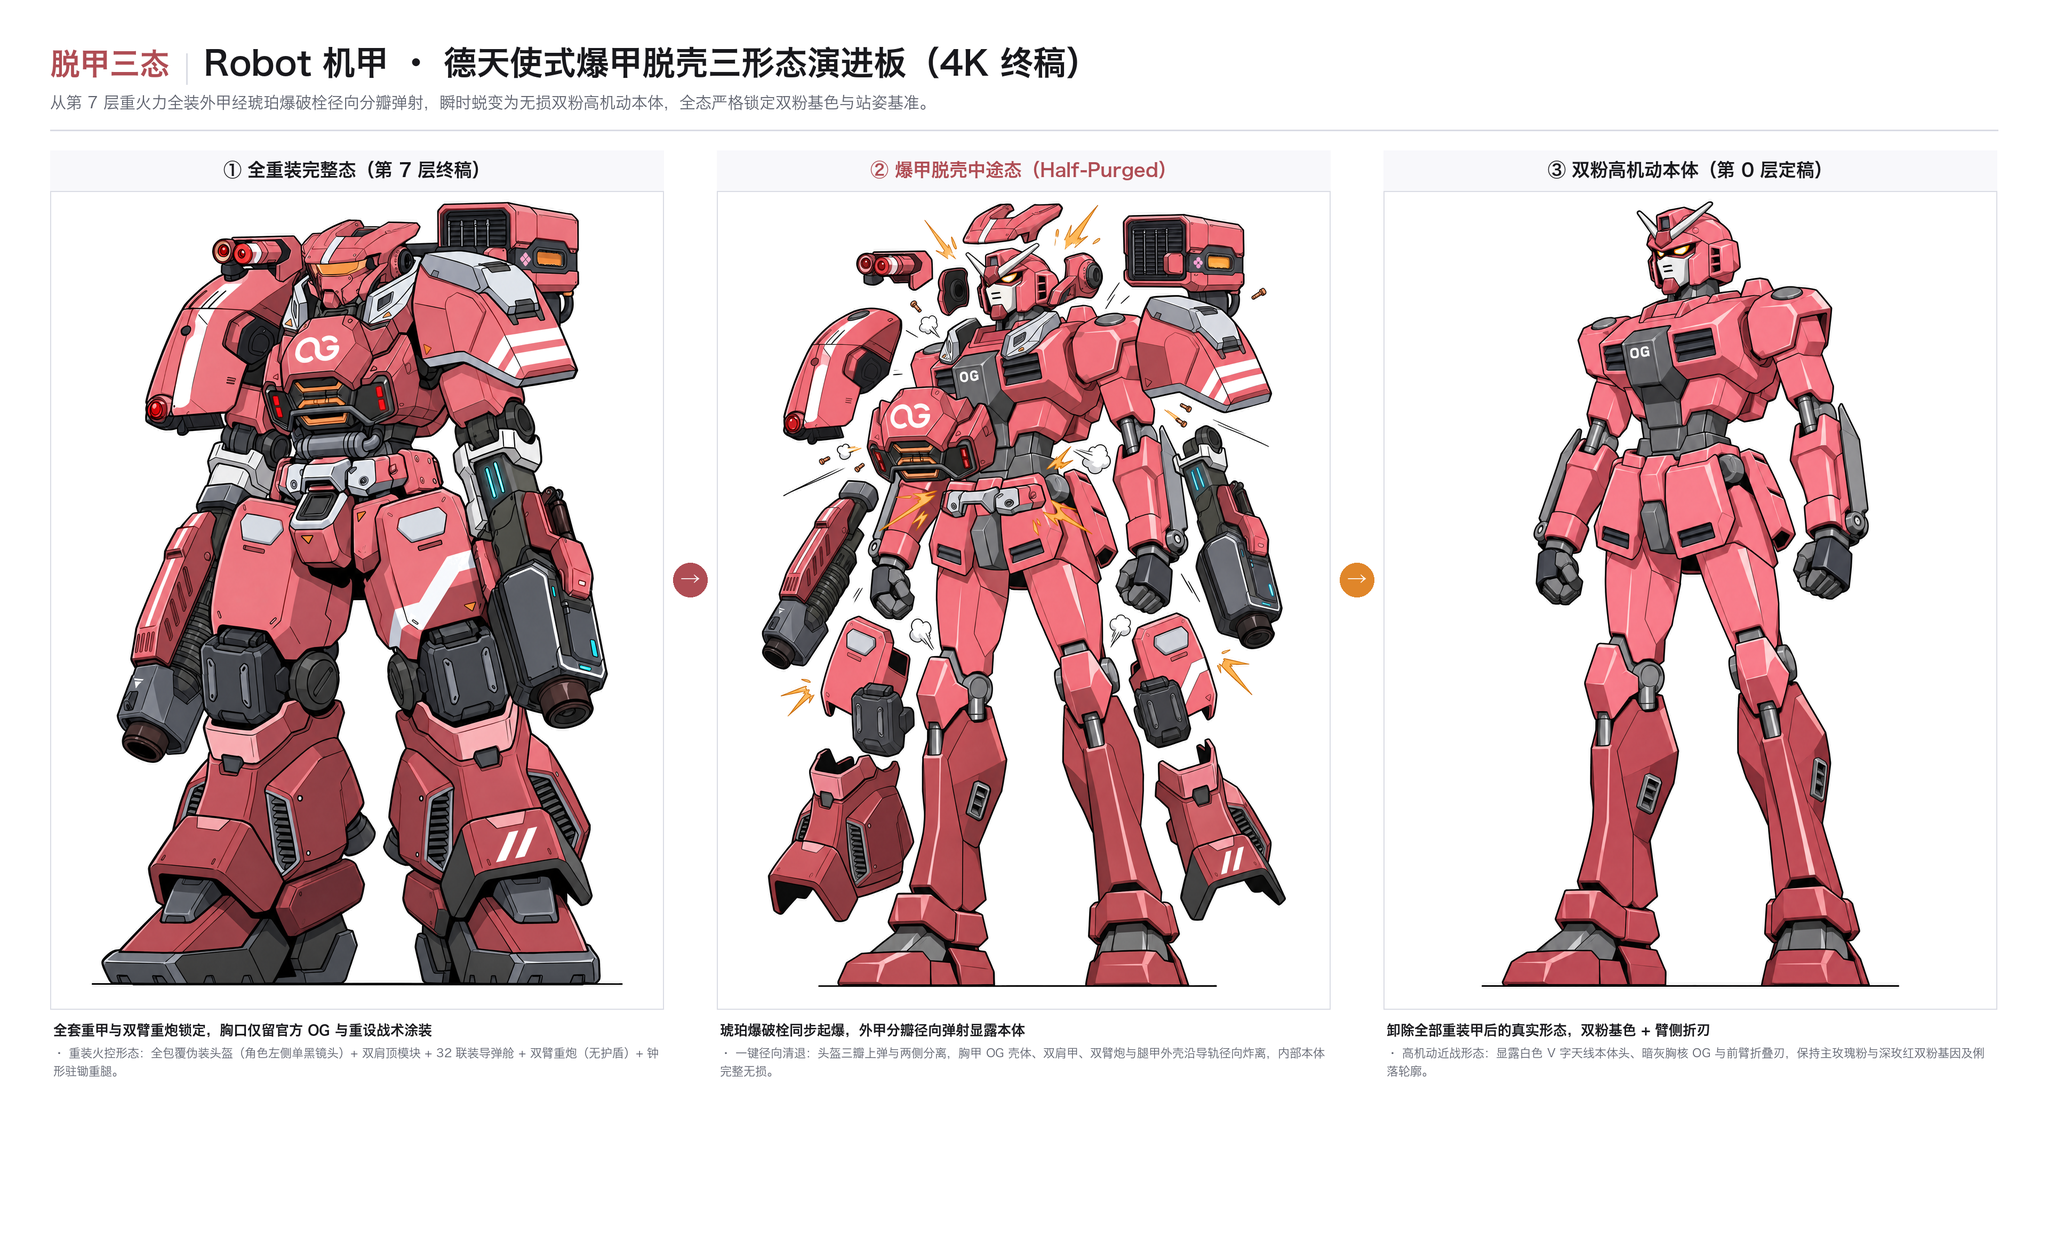 脱甲三态 Robot 机甲 · 德天使式爆甲脱壳三形态演进板（4K 终稿）
从第 7 层重火力全装外甲经琥珀爆破栓径向分瓣弹射，瞬时蜕变为无损双粉高机动本体，全态严格锁定双粉基色与站姿基准。
① 全重装完整态（第 7 层终稿）
OG
→
全套重甲与双臂重炮锁定，胸口仅留官方 OG 与重设战术涂装
· 重装火控形态：全包覆伪装头盔（角色左侧单黑镜头）+ 双肩顶模块 + 32 联装导弹舱 + 双臂重炮（无护盾）+ 钟
形驻锄重腿。
② 爆甲脱壳中途态（Half-Purged）
OG
OG
→
琥珀爆破栓同步起爆，外甲分瓣径向弹射显露本体
· 一键径向清退：头盔三瓣上弹与两侧分离，胸甲 OG 壳体、双肩甲、双臂炮与腿甲外壳沿导轨径向炸离，内部本体
完整无损。
③ 双粉高机动本体（第 0 层定稿）
OG
卸除全部重装甲后的真实形态，双粉基色 + 臂侧折刃
· 高机动近战形态：显露白色 V 字天线本体头、暗灰胸核 OG 与前臂折叠刃，保持主玫瑰粉与深玫红双粉基因及俐
落轮廓。